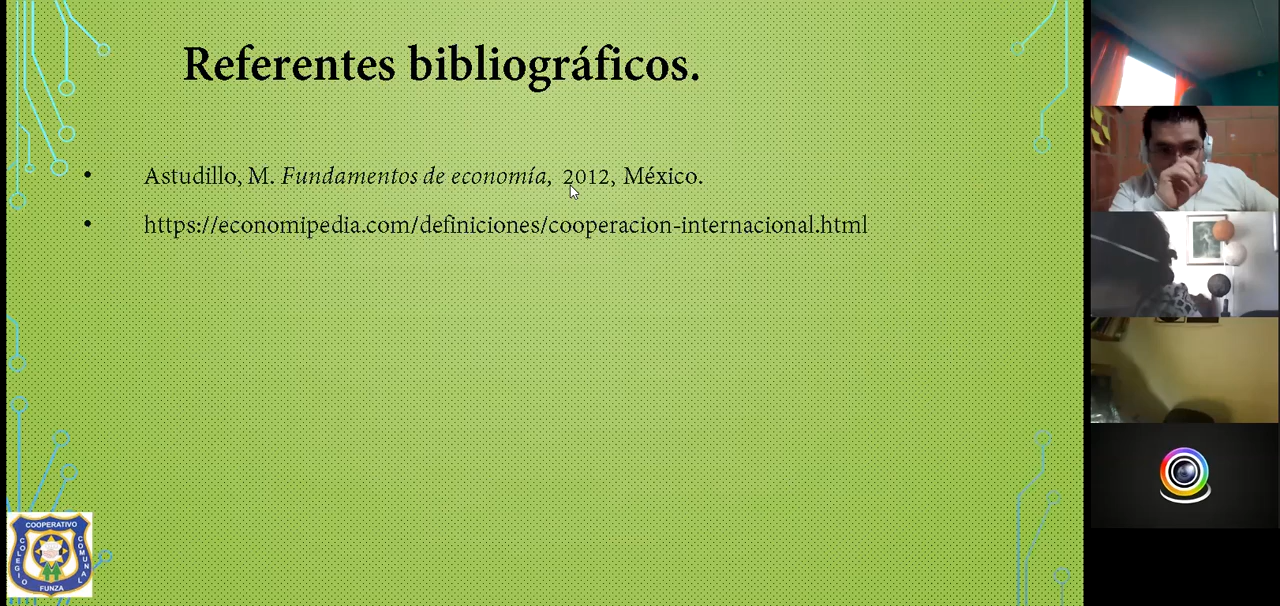 Referentes bibliográficos.
• Astudillo, M. Fundamentos de economía, 2012, México.
• https://economipedia.com/definiciones/cooperacion-internacional.html
COOPERATIVO
COLEGIO
COMUNAL
FUNZA